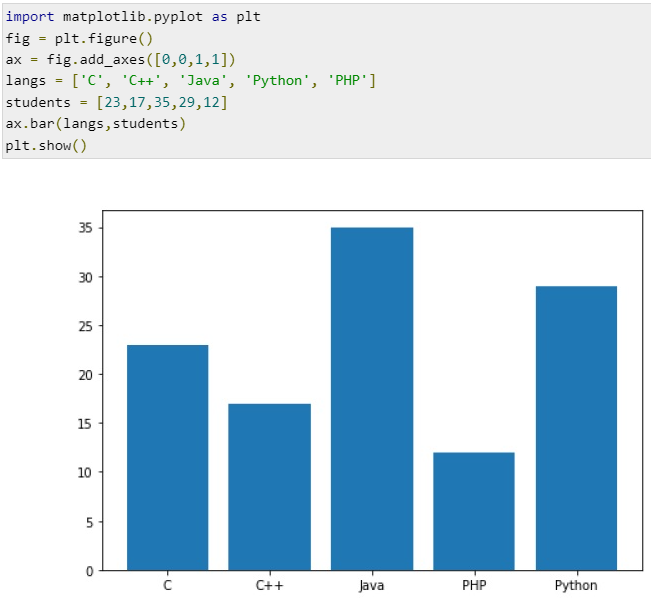 import matplotlib.pyplot as plt
fig = plt.figure()
ax = fig.add_axes([0,0,1,1])
langs = ['C', 'C++', 'Java', 'Python', 'PHP']
students = [23,17,35,29,12]
ax.bar(langs,students)
plt.show()
35
30
25
20
15
10
5
0
C C++ Java PHP Python